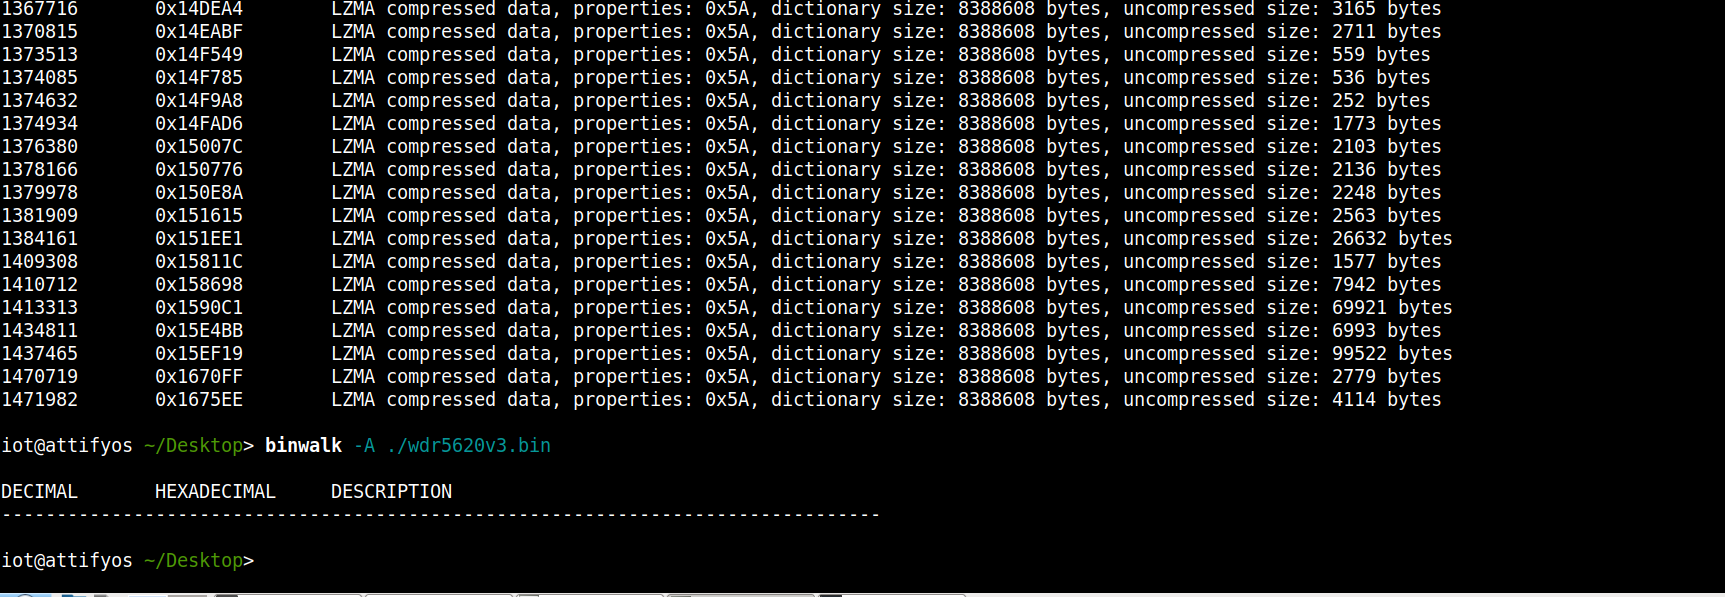 1367716       0x14DEA4        LZMA compressed data, properties: 0x5A, dictionary size: 8388608 bytes, uncompressed size: 3165 bytes
1370815       0x14EABF        LZMA compressed data, properties: 0x5A, dictionary size: 8388608 bytes, uncompressed size: 2711 bytes
1373513       0x14F549        LZMA compressed data, properties: 0x5A, dictionary size: 8388608 bytes, uncompressed size: 559 bytes
1374085       0x14F785        LZMA compressed data, properties: 0x5A, dictionary size: 8388608 bytes, uncompressed size: 536 bytes
1374632       0x14F9A8        LZMA compressed data, properties: 0x5A, dictionary size: 8388608 bytes, uncompressed size: 252 bytes
1374934       0x14FAD6        LZMA compressed data, properties: 0x5A, dictionary size: 8388608 bytes, uncompressed size: 1773 bytes
1376380       0x15007C        LZMA compressed data, properties: 0x5A, dictionary size: 8388608 bytes, uncompressed size: 2103 bytes
1378166       0x150776        LZMA compressed data, properties: 0x5A, dictionary size: 8388608 bytes, uncompressed size: 2136 bytes
1379978       0x150E8A        LZMA compressed data, properties: 0x5A, dictionary size: 8388608 bytes, uncompressed size: 2248 bytes
1381909       0x151615        LZMA compressed data, properties: 0x5A, dictionary size: 8388608 bytes, uncompressed size: 2563 bytes
1384161       0x151EE1        LZMA compressed data, properties: 0x5A, dictionary size: 8388608 bytes, uncompressed size: 26632 bytes
1409308       0x15811C        LZMA compressed data, properties: 0x5A, dictionary size: 8388608 bytes, uncompressed size: 1577 bytes
1410712       0x158698        LZMA compressed data, properties: 0x5A, dictionary size: 8388608 bytes, uncompressed size: 7942 bytes
1413313       0x1590C1        LZMA compressed data, properties: 0x5A, dictionary size: 8388608 bytes, uncompressed size: 69921 bytes
1434811       0x15E4BB        LZMA compressed data, properties: 0x5A, dictionary size: 8388608 bytes, uncompressed size: 6993 bytes
1437465       0x15EF19        LZMA compressed data, properties: 0x5A, dictionary size: 8388608 bytes, uncompressed size: 99522 bytes
1470719       0x1670FF        LZMA compressed data, properties: 0x5A, dictionary size: 8388608 bytes, uncompressed size: 2779 bytes
1471982       0x1675EE        LZMA compressed data, properties: 0x5A, dictionary size: 8388608 bytes, uncompressed size: 4114 bytes
iot@attifyos ~/Desktop> binwalk -A ./wdr5620v3.bin
DECIMAL       HEXADECIMAL     DESCRIPTION
--------------------------------------------------------------------------------
iot@attifyos ~/Desktop>